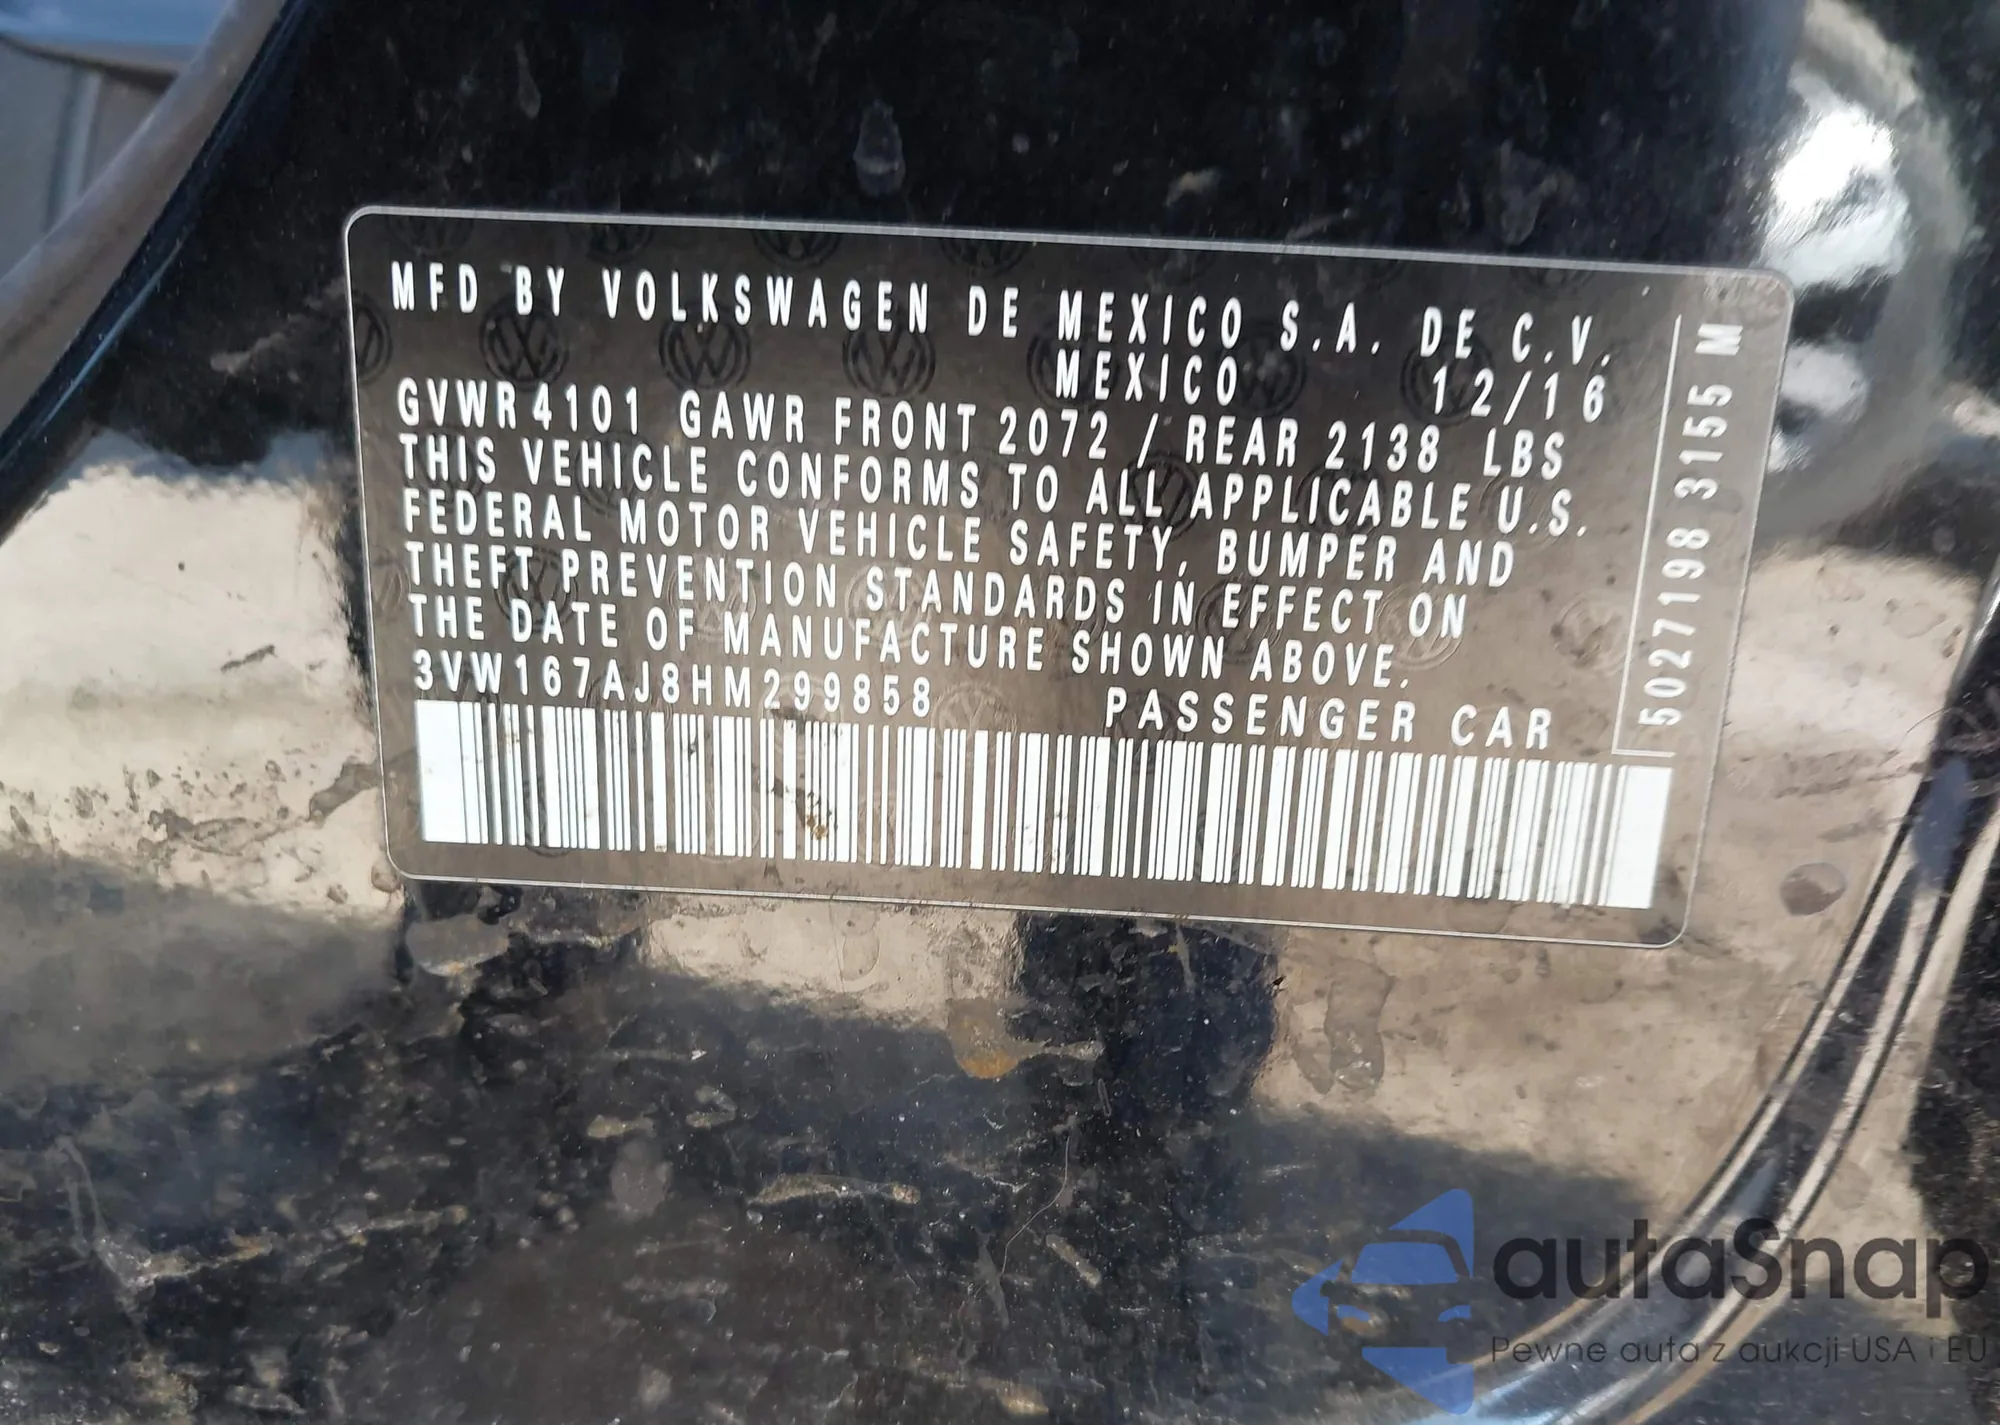 MFD BY VOLKSWAGEN DE MEXICO S.A. DE C.V.
MEXICO 12/16
GVWR 4101 GAWR FRONT 2072 / REAR 2138 LBS
THIS VEHICLE CONFORMS TO ALL APPLICABLE U.S.
FEDERAL MOTOR VEHICLE SAFETY, BUMPER AND
THEFT PREVENTION STANDARDS IN EFFECT ON
THE DATE OF MANUFACTURE SHOWN ABOVE.
3VW167AJ8HM299858 PASSENGER CAR
5027198 3155 M
autaSnap
Pewne auta z aukcji USA i EU